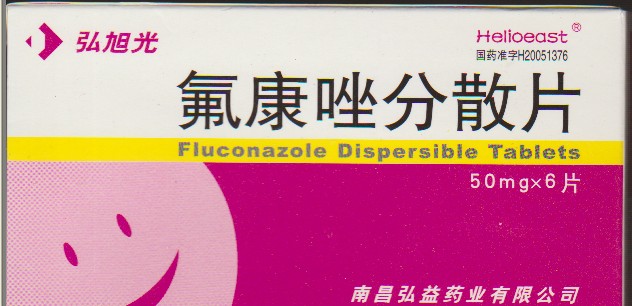 弘旭光
Helioeast®
国药准字H20051376
氟康唑分散片
Fluconazole Dispersible Tablets
50mg×6片
南昌弘益药业有限公司